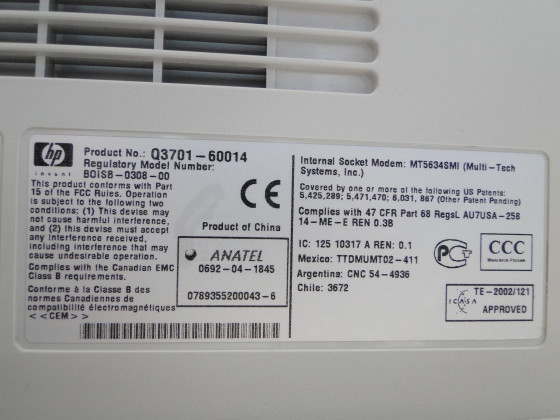 hp
invent
Product No.: Q3701-60014
Regulatory Model Number:
BOISB-0308-00
This product conforms with Part
15 of the FCC Rules. Operation
is subject to the following two
conditions: (1) This device may
not cause harmful interference,
and (2) this device must accept
any interference received,
including interference that may
cause undesirable operation.
Complies with the Canadian EMC
Class B requirements.
Conforme à la Classe B des
normes Canadiennes de
compatibilité électromagnétiques
<<CEM>>
CE
Product of China
ANATEL
0692-04-1845
0789355200043-6
Internal Socket Modem: MT5634SMI (Multi-Tech
Systems, Inc.)
Covered by one or more of the following US Patents:
5,425,289; 5,471,470; 6,031, 867 (Other Patent Pending)
Complies with 47 CFR Part 68 RegsL AU7USA-258
14-ME-E REN 0.3B
IC: 125 10317 A REN: 0.1
Mexico: TTDMUMT02-411
Argentina: CNC 54-4936
Chile: 3672
CCC
TE-2002/121
ICASA
APPROVED